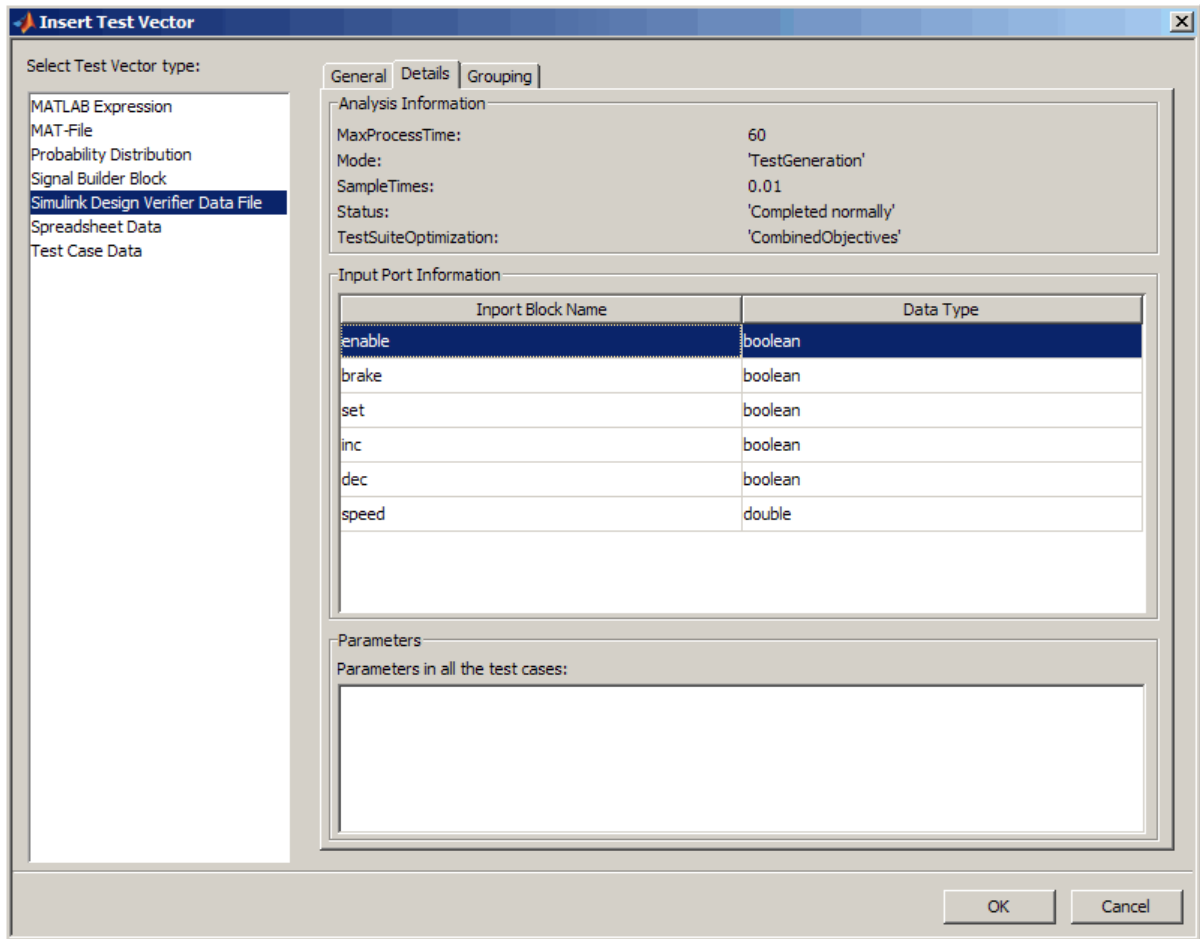 Insert Test Vector
Select Test Vector type:
MATLAB Expression
MAT-File
Probability Distribution
Signal Builder Block
Simulink Design Verifier Data File
Spreadsheet Data
Test Case Data
General Details Grouping
Analysis Information
MaxProcessTime: 60
Mode: 'TestGeneration'
SampleTimes: 0.01
Status: 'Completed normally'
TestSuiteOptimization: 'CombinedObjectives'
Input Port Information
Inport Block Name Data Type
enable boolean
brake boolean
set boolean
inc boolean
dec boolean
speed double
Parameters
Parameters in all the test cases:
OK Cancel